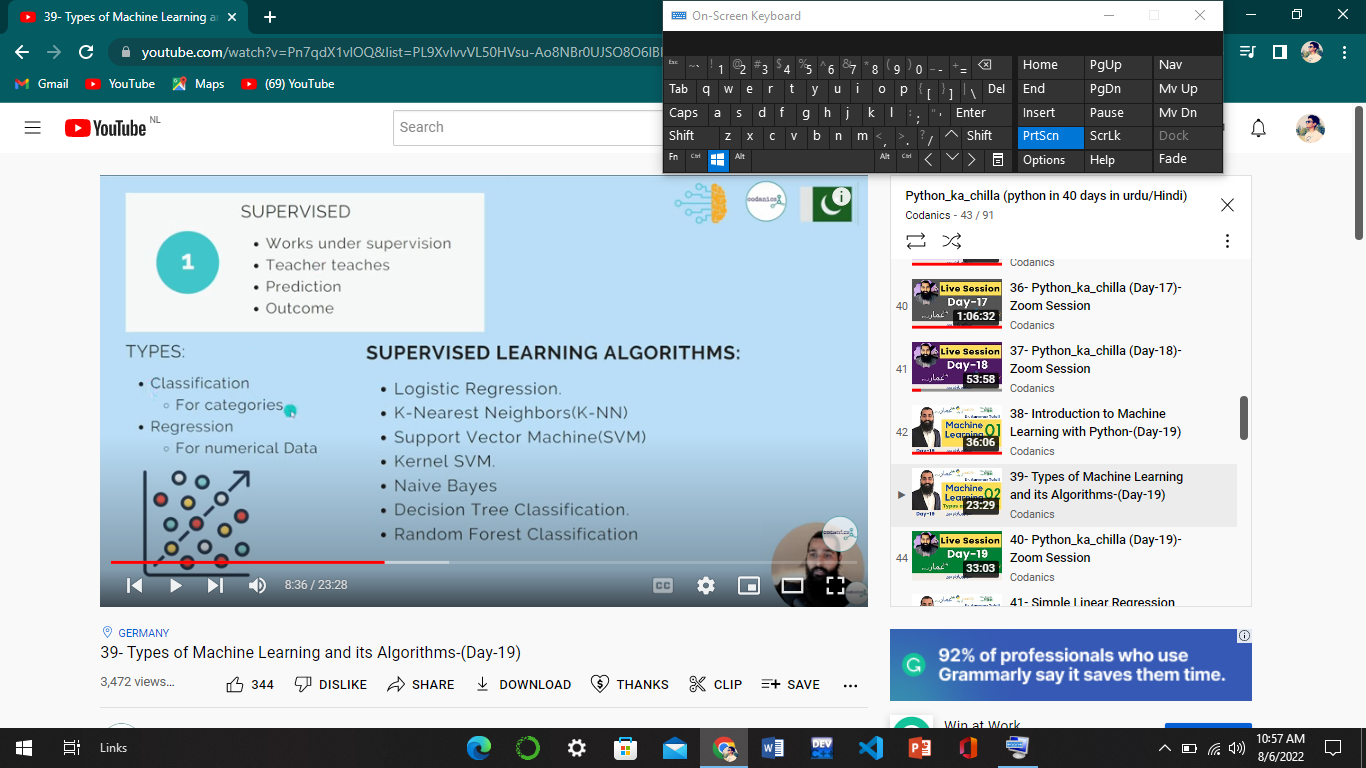 39- Types of Machine Learning a
On-Screen Keyboard
youtube.com/watch?v=Pn7qdX1vIOQ&list=PL9XvIvvVL50HVsu-Ao8NBr0UJSO8O6IB
Gmail
YouTube
Maps
(69) YouTube
Esc ~ ` ! 1 @ 2 # 3 $ 4 % 5 ^ 6 & 7 * 8 ( 9 ) 0 _ - + = Home PgUp Nav
Tab q w e r t y u i o p { [ } ] | \ Del End PgDn Mv Up
Caps a s d f g h j k l : ; " ' Enter Insert Pause Mv Dn
Shift z x c v b n m < , > . ? / Shift PrtScn ScrLk Dock
Fn Ctrl Alt Alt Ctrl Options Help Fade
YouTube NL
Search
SUPERVISED
1
• Works under supervision
• Teacher teaches
• Prediction
• Outcome
codanics
TYPES:
• Classification
◦ For categories
• Regression
◦ For numerical Data
SUPERVISED LEARNING ALGORITHMS:
• Logistic Regression.
• K-Nearest Neighbors(K-NN)
• Support Vector Machine(SVM)
• Kernel SVM.
• Naive Bayes
• Decision Tree Classification.
• Random Forest Classification
8:36 / 23:28
CC
GERMANY
39- Types of Machine Learning and its Algorithms-(Day-19)
3,472 views...
344
DISLIKE
SHARE
DOWNLOAD
THANKS
CLIP
SAVE
Python_ka_chilla (python in 40 days in urdu/Hindi)
Codanics - 43 / 91
Codanics
40
Live Session
Day-17
1:06:32
36- Python_ka_chilla (Day-17)-
Zoom Session
Codanics
41
Live Session
Day-18
53:58
37- Python_ka_chilla (Day-18)-
Zoom Session
Codanics
42
Machine
Learning 01
36:06
38- Introduction to Machine
Learning with Python-(Day-19)
Codanics
Machine
Learning 02
23:29
39- Types of Machine Learning
and its Algorithms-(Day-19)
Codanics
44
Live Session
Day-19
33:03
40- Python_ka_chilla (Day-19)-
Zoom Session
Codanics
41- Simple Linear Regression
92% of professionals who use
Grammarly say it saves them time.
Win at Work
Links
10:57 AM
8/6/2022